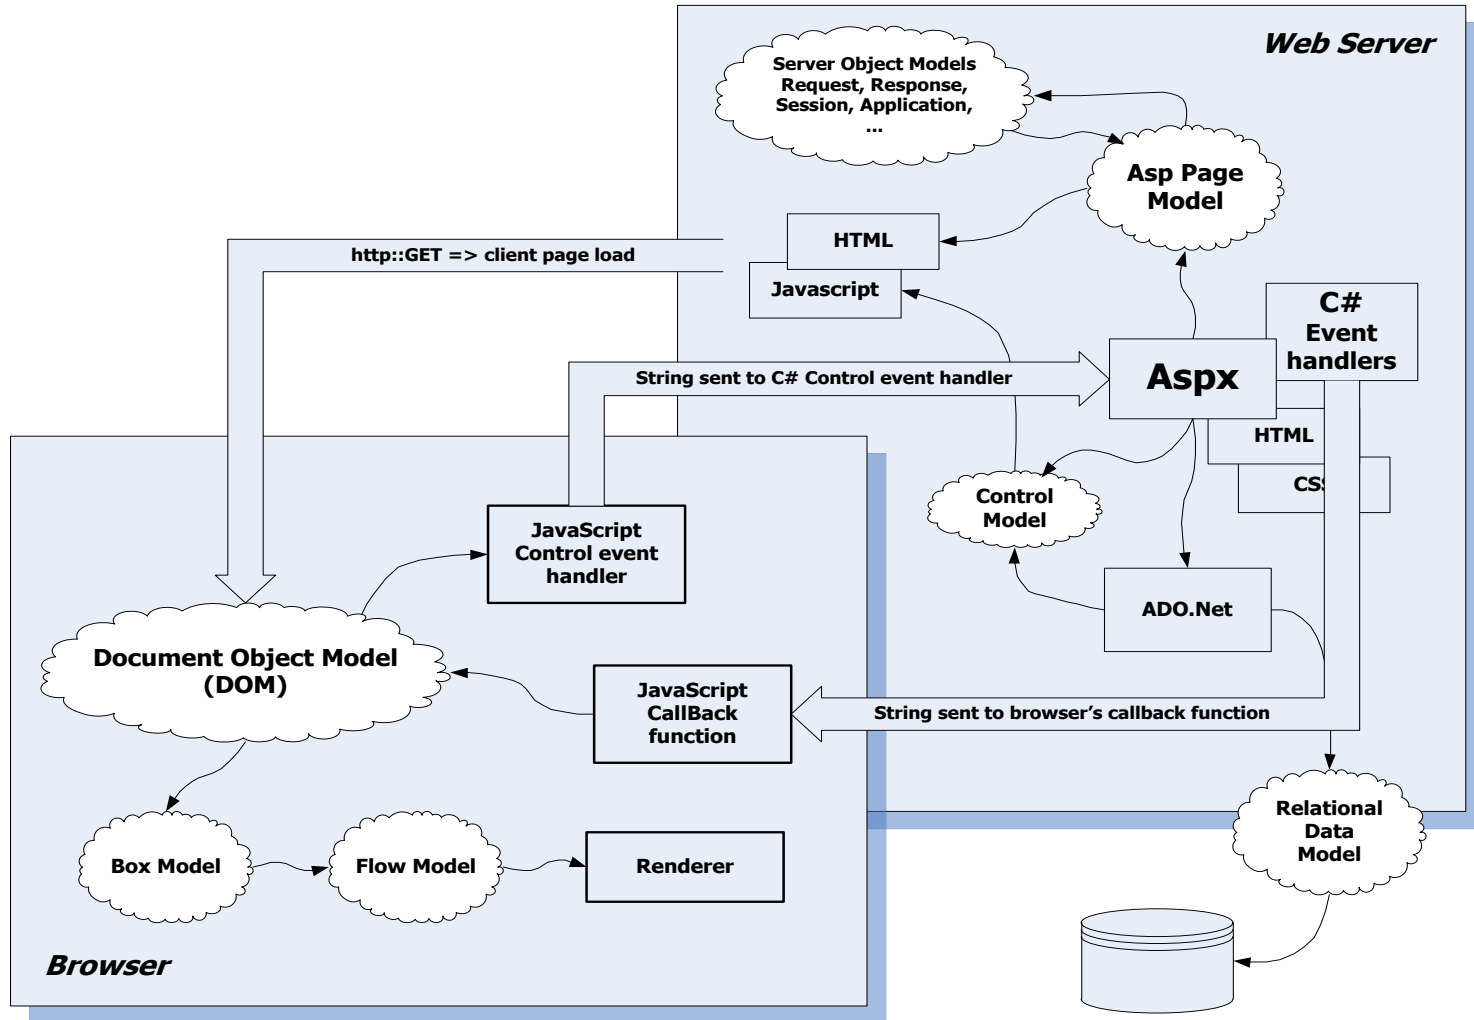 Web Server
Server Object Models
Request, Response,
Session, Application,
...
Asp Page
Model
HTML
Javascript
http::GET => client page load
C#
Event
handlers
Aspx
HTML
CSS
String sent to C# Control event handler
Control
Model
ADO.Net
JavaScript
Control event
handler
Document Object Model
(DOM)
JavaScript
CallBack
function
String sent to browser’s callback function
Relational
Data
Model
Box Model
Flow Model
Renderer
Browser